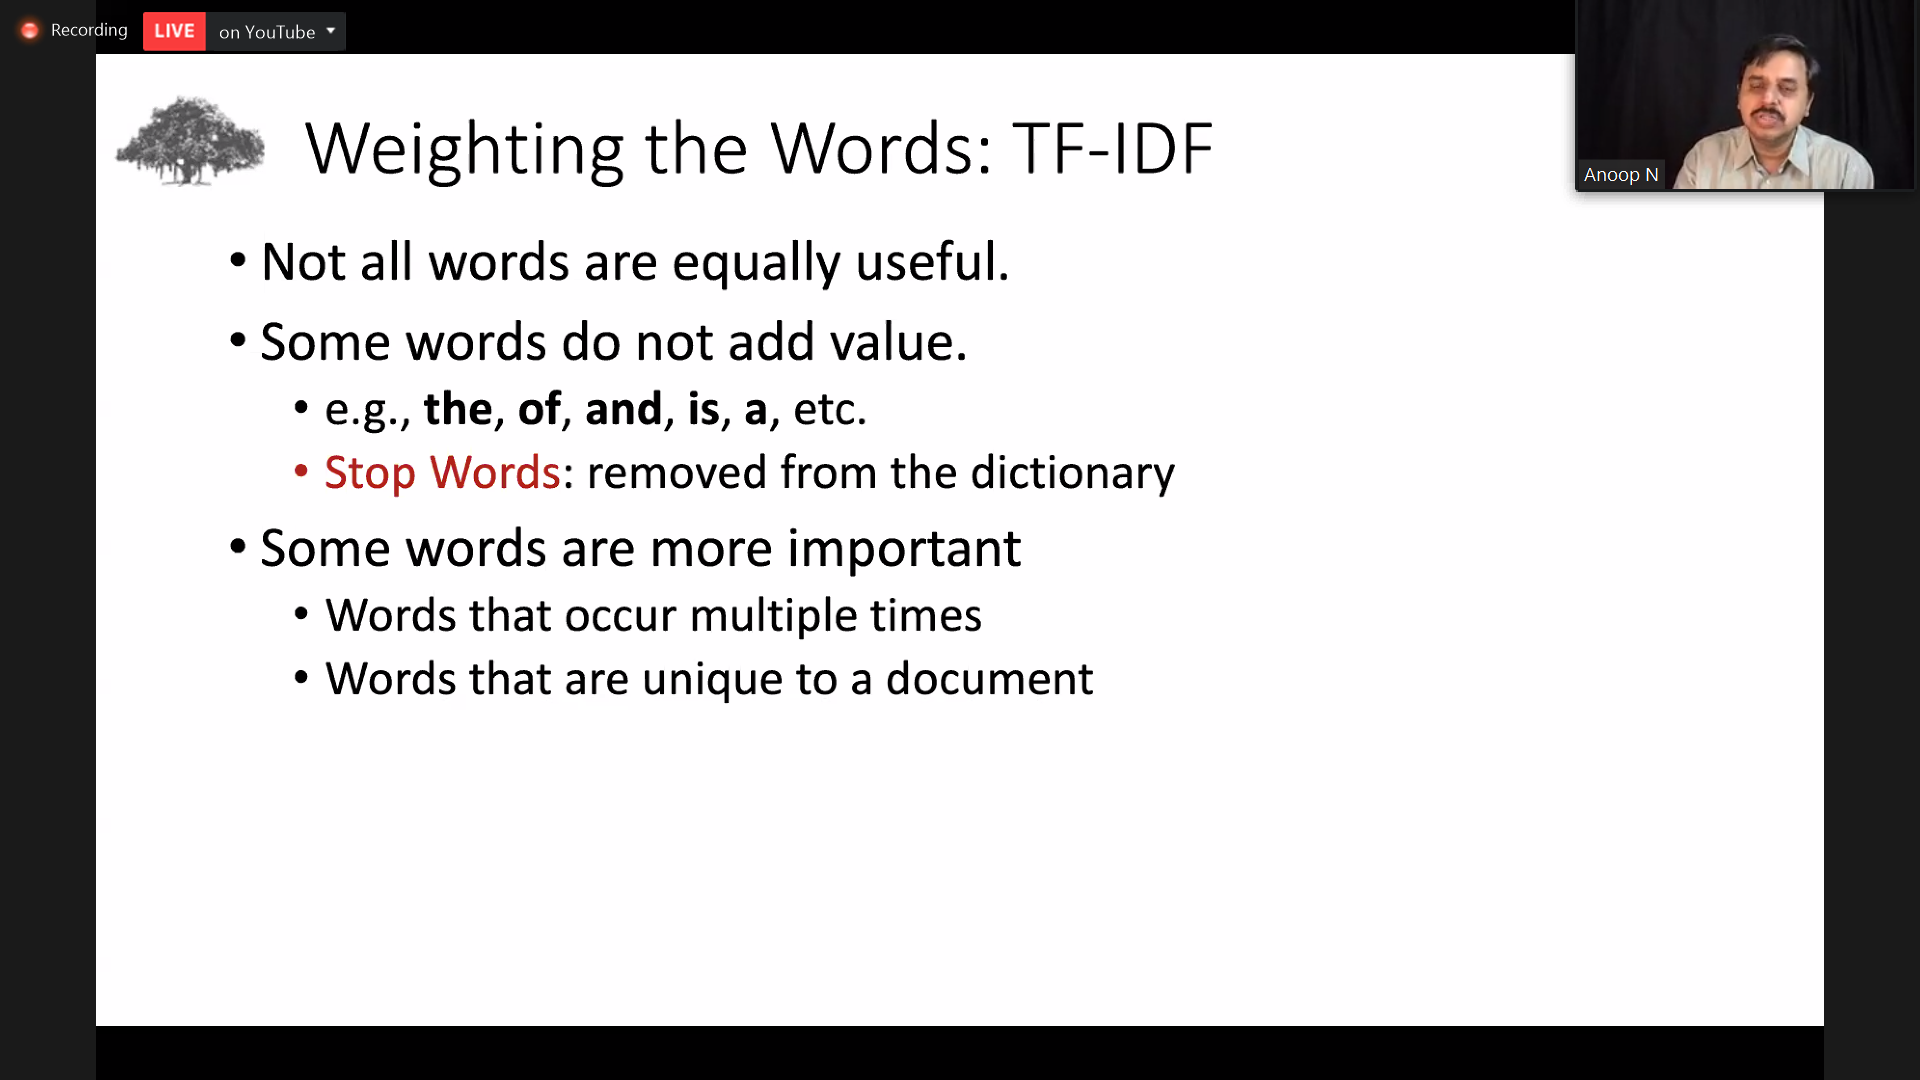 Recording
LIVE on YouTube
Anoop N
Weighting the Words: TF-IDF
• Not all words are equally useful.
• Some words do not add value.
• e.g., the, of, and, is, a, etc.
• Stop Words: removed from the dictionary
• Some words are more important
• Words that occur multiple times
• Words that are unique to a document